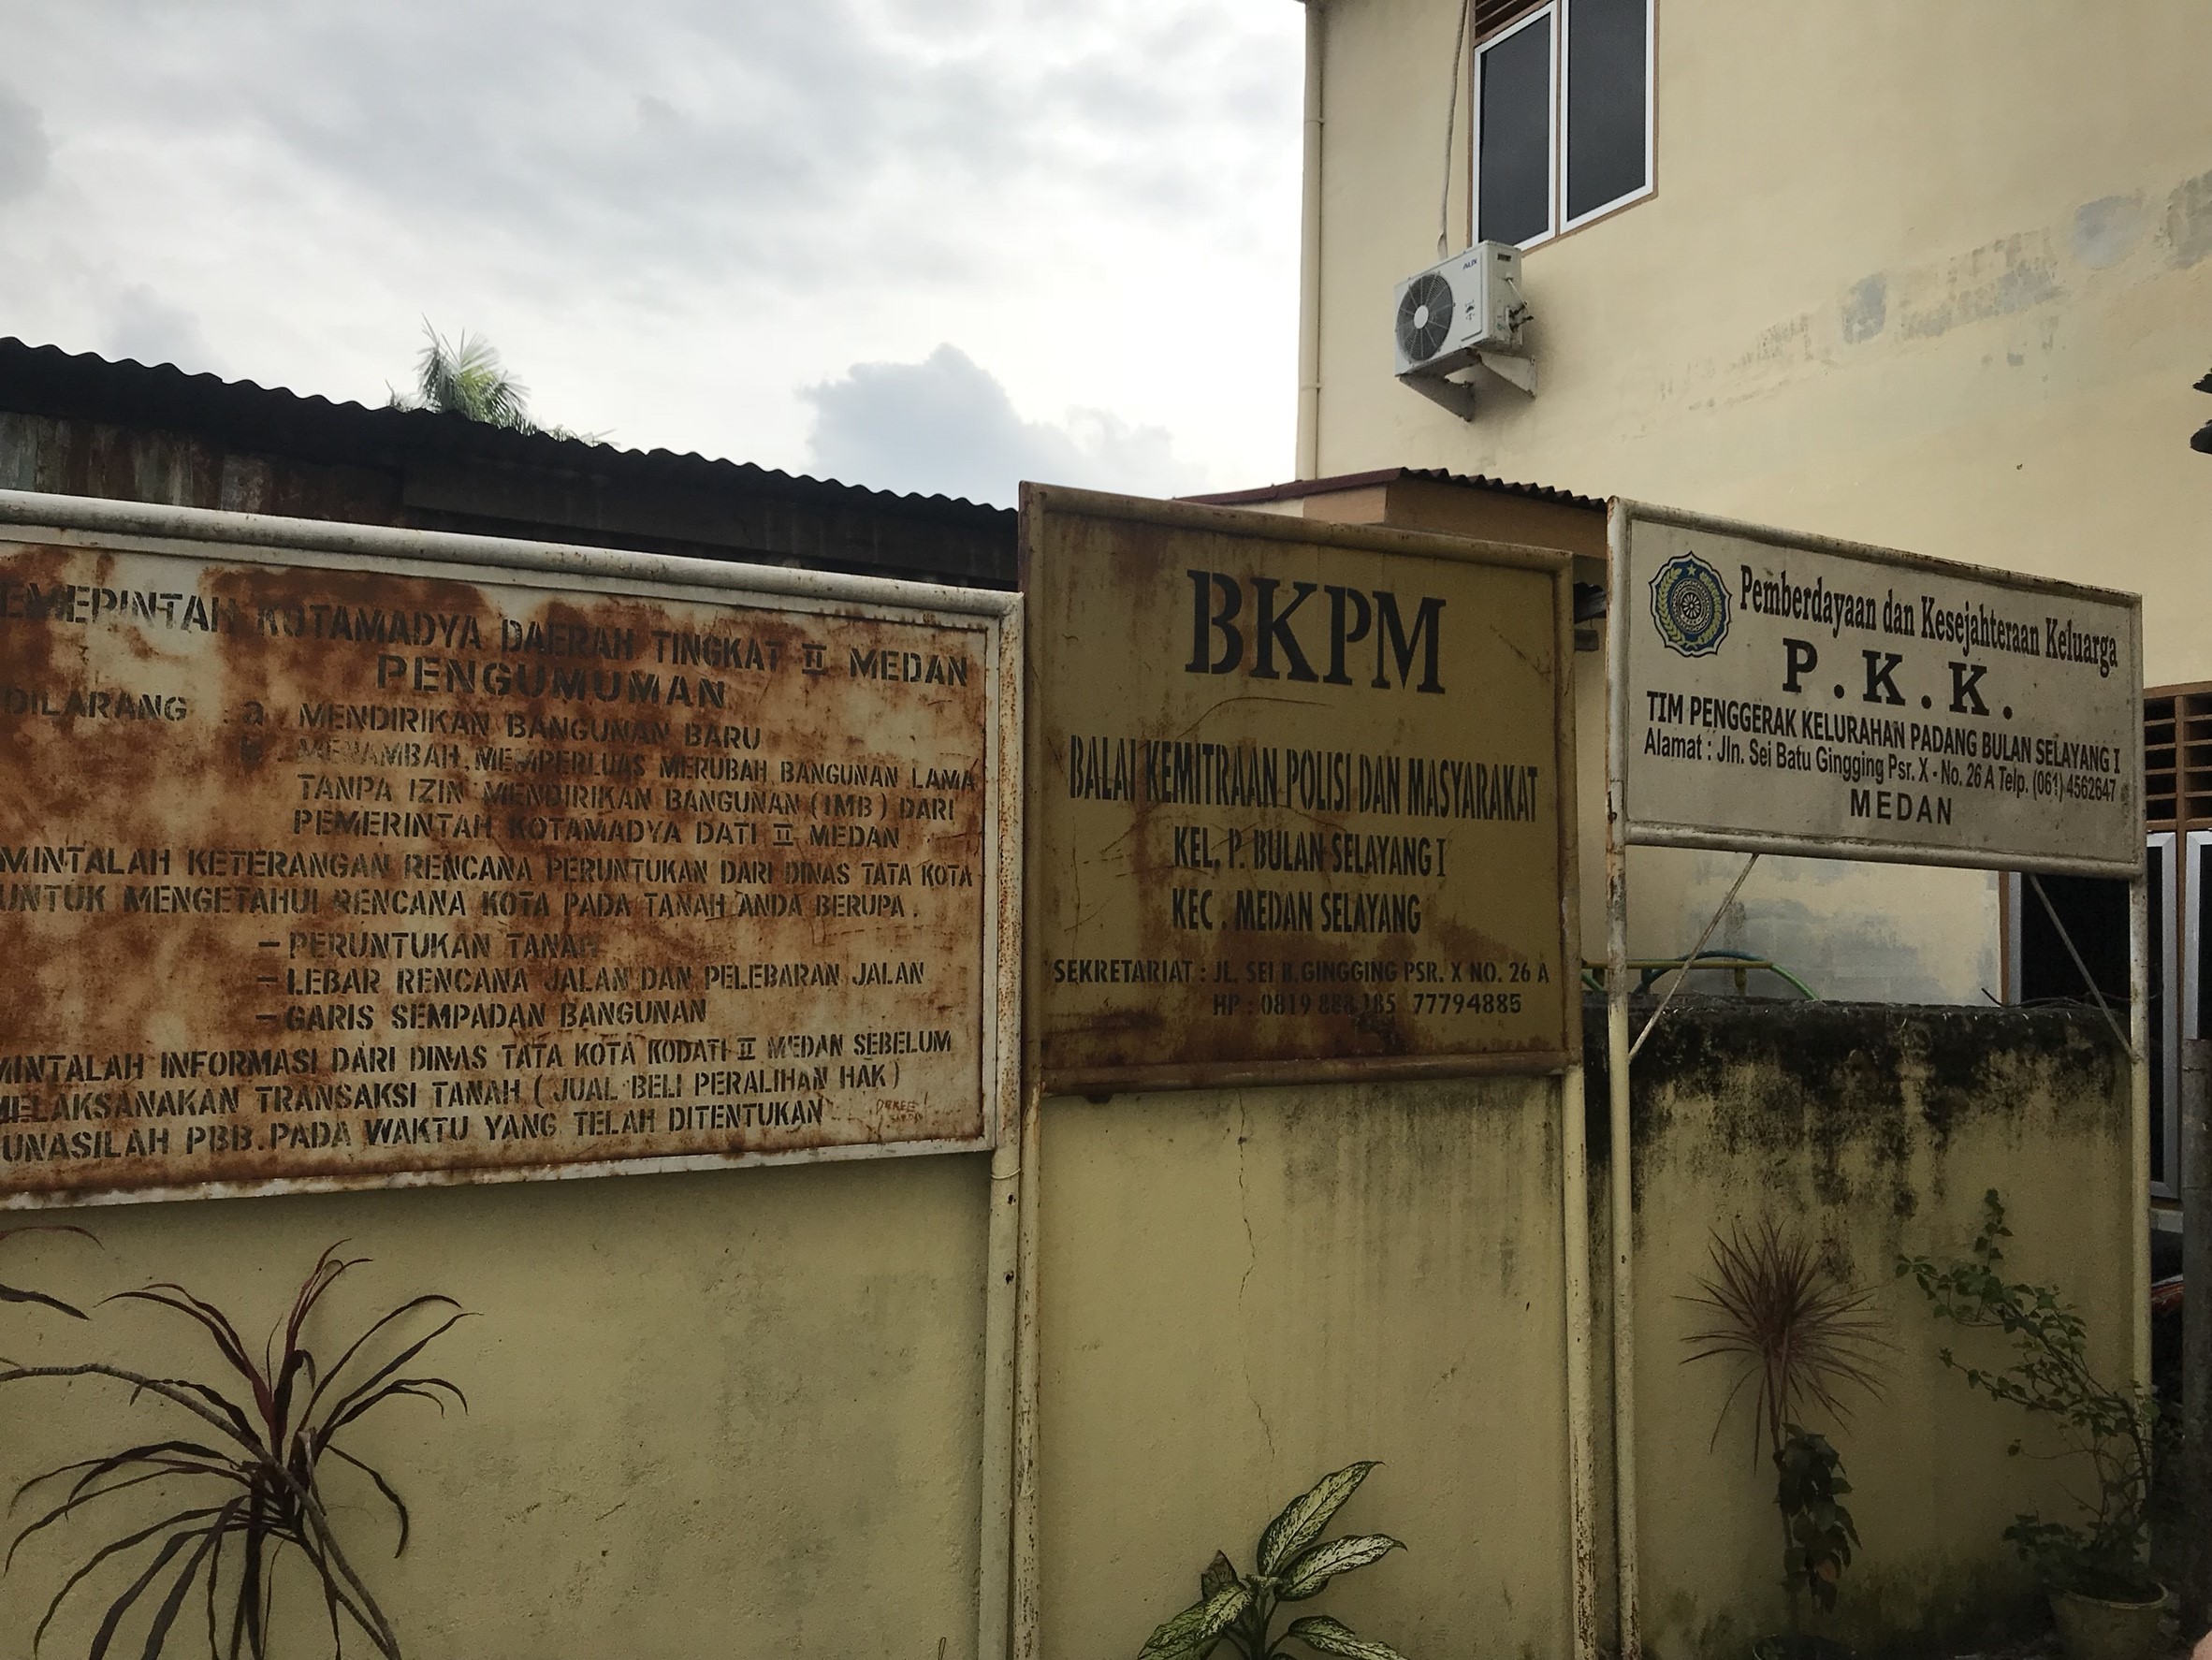 EMERINTAH KOTAMADYA DAERAH TINGKAT II MEDAN
PENGUMUMAN
DILARANG : a. MENDIRIKAN BANGUNAN BARU
b. MENAMBAH, MEMPERLUAS MERUBAH BANGUNAN LAMA
TANPA IZIN MENDIRIKAN BANGUNAN (IMB) DARI
PEMERINTAH KOTAMADYA DATI II MEDAN
MINTALAH KETERANGAN RENCANA PERUNTUKAN DARI DINAS TATA KOTA
UNTUK MENGETAHUI RENCANA KOTA PADA TANAH ANDA BERUPA .
- PERUNTUKAN TANAH
- LEBAR RENCANA JALAN DAN PELEBARAN JALAN
- GARIS SEMPADAN BANGUNAN
MINTALAH INFORMASI DARI DINAS TATA KOTA KODATI II MEDAN SEBELUM
MELAKSANAKAN TRANSAKSI TANAH ( JUAL BELI PERALIHAN HAK )
UNASILAH PBB. PADA WAKTU YANG TELAH DITENTUKAN
BKPM
BALAI KEMITRAAN POLISI DAN MASYARAKAT
KEL. P. BULAN SELAYANG I
KEC . MEDAN SELAYANG
SEKRETARIAT : JL. SEI B. GINGGING PSR. X NO. 26 A
HP : 0819 888 185 77794885
Pemberdayaan dan Kesejahteraan Keluarga
P.K.K.
TIM PENGGERAK KELURAHAN PADANG BULAN SELAYANG I
Alamat : Jln. Sei Batu Gingging Psr. X - No. 26 A Telp. (061) 4562647
MEDAN
AUX